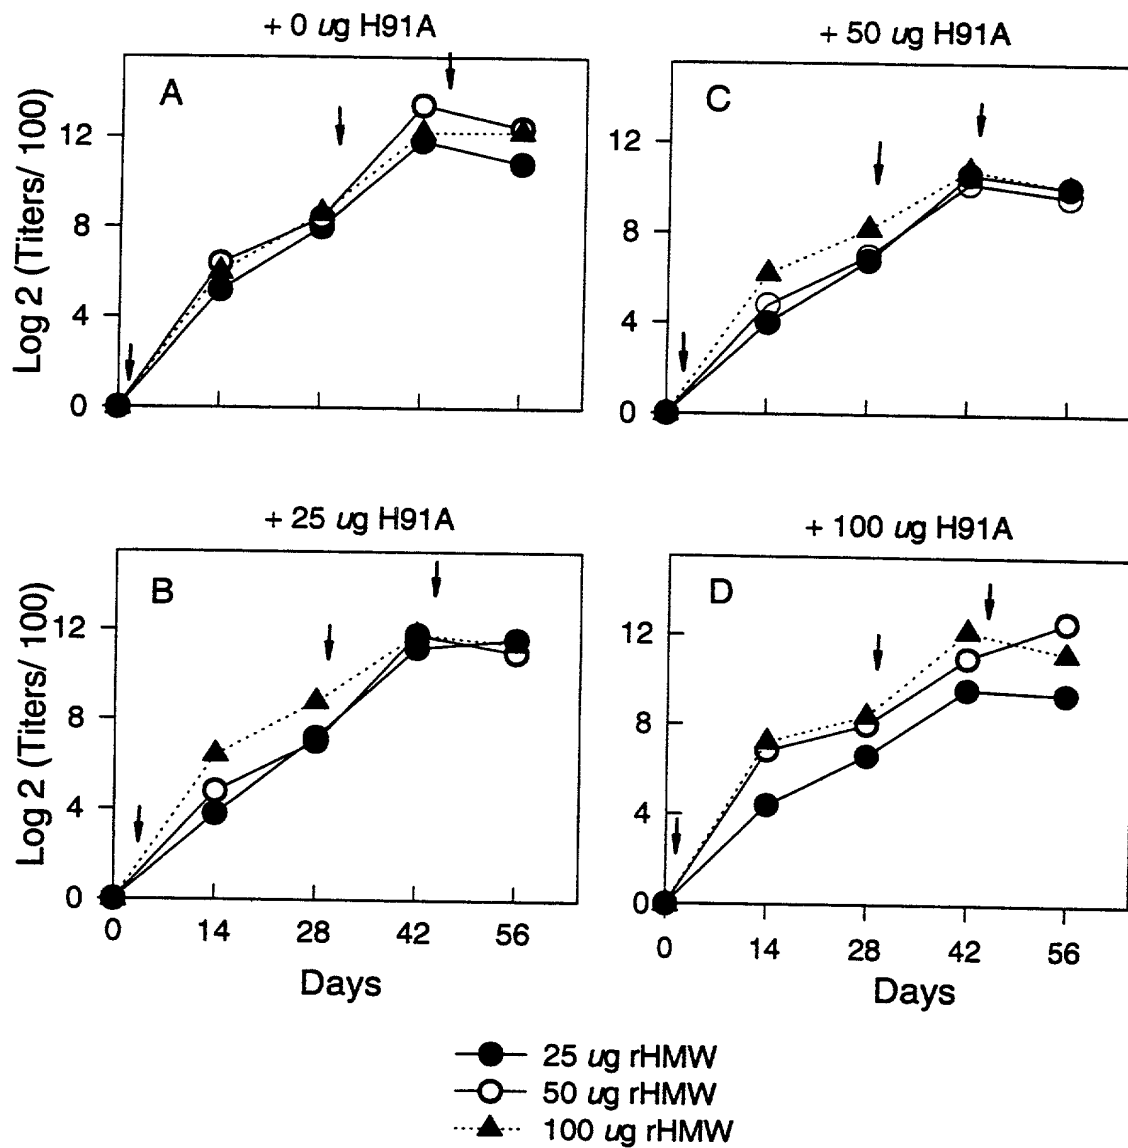 + 0 ug H91A
A
Log 2 (Titers/ 100)
12
8
4
0
+ 50 ug H91A
C
12
8
4
0
+ 25 ug H91A
B
Log 2 (Titers/ 100)
12
8
4
0
0 14 28 42 56
Days
+ 100 ug H91A
D
12
8
4
0
0 14 28 42 56
Days
25 ug rHMW
50 ug rHMW
100 ug rHMW